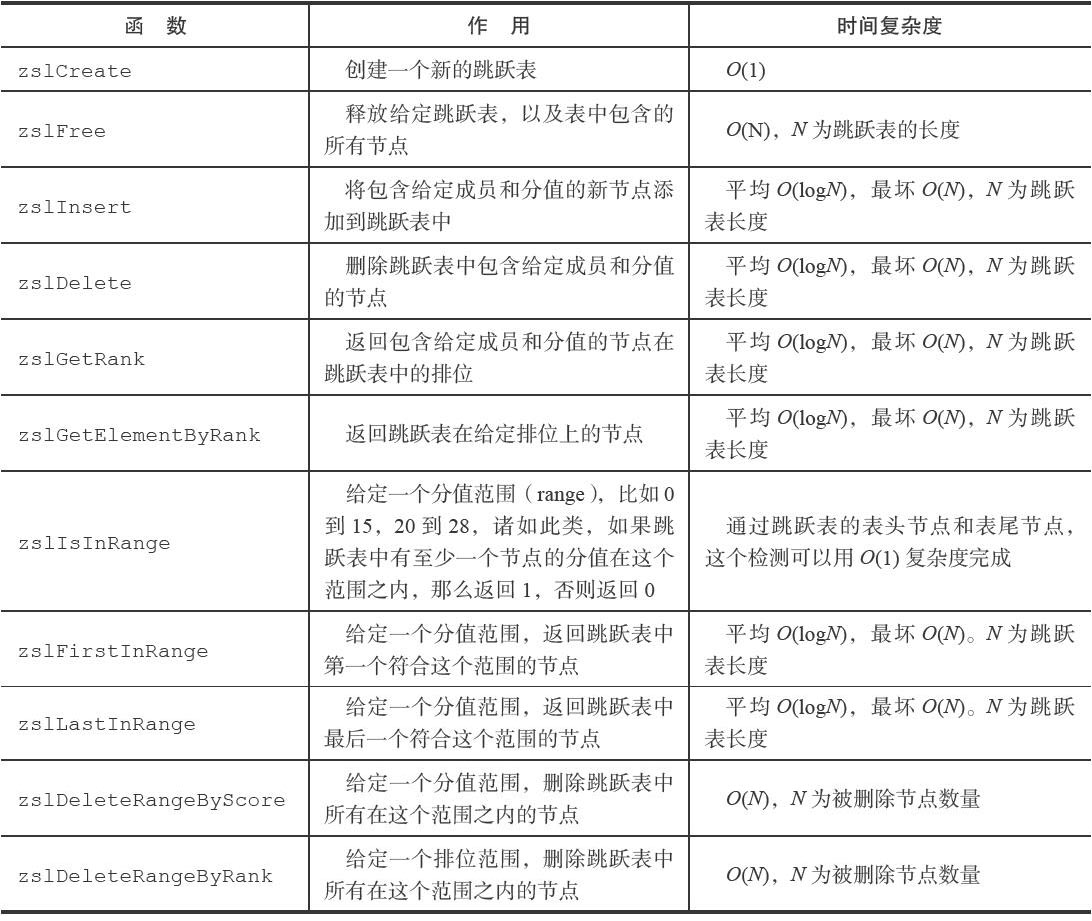 函 数
作 用
时间复杂度
zslCreate
创建一个新的跳跃表
O(1)
zslFree
释放给定跳跃表，以及表中包含的
所有节点
O(N)，N 为跳跃表的长度
zslInsert
将包含给定成员和分值的新节点添
加到跳跃表中
平均 O(logN)，最坏 O(N)，N 为跳跃
表长度
zslDelete
删除跳跃表中包含给定成员和分值
的节点
平均 O(logN)，最坏 O(N)，N 为跳跃
表长度
zslGetRank
返回包含给定成员和分值的节点在
跳跃表中的排位
平均 O(logN)，最坏 O(N)，N 为跳跃
表长度
zslGetElementByRank
返回跳跃表在给定排位上的节点
平均 O(logN)，最坏 O(N)，N 为跳跃
表长度
zslIsInRange
给定一个分值范围（range），比如 0
到 15，20 到 28，诸如此类，如果跳
跃表中有至少一个节点的分值在这个
范围之内，那么返回 1，否则返回 0
通过跳跃表的表头节点和表尾节点，
这个检测可以用 O(1) 复杂度完成
zslFirstInRange
给定一个分值范围，返回跳跃表中
第一个符合这个范围的节点
平均 O(logN)，最坏 O(N)。N 为跳跃
表长度
zslLastInRange
给定一个分值范围，返回跳跃表中
最后一个符合这个范围的节点
平均 O(logN)，最坏 O(N)。N 为跳跃
表长度
zslDeleteRangeByScore
给定一个分值范围，删除跳跃表中
所有在这个范围之内的节点
O(N)，N 为被删除节点数量
zslDeleteRangeByRank
给定一个排位范围，删除跳跃表中
所有在这个范围之内的节点
O(N)，N 为被删除节点数量